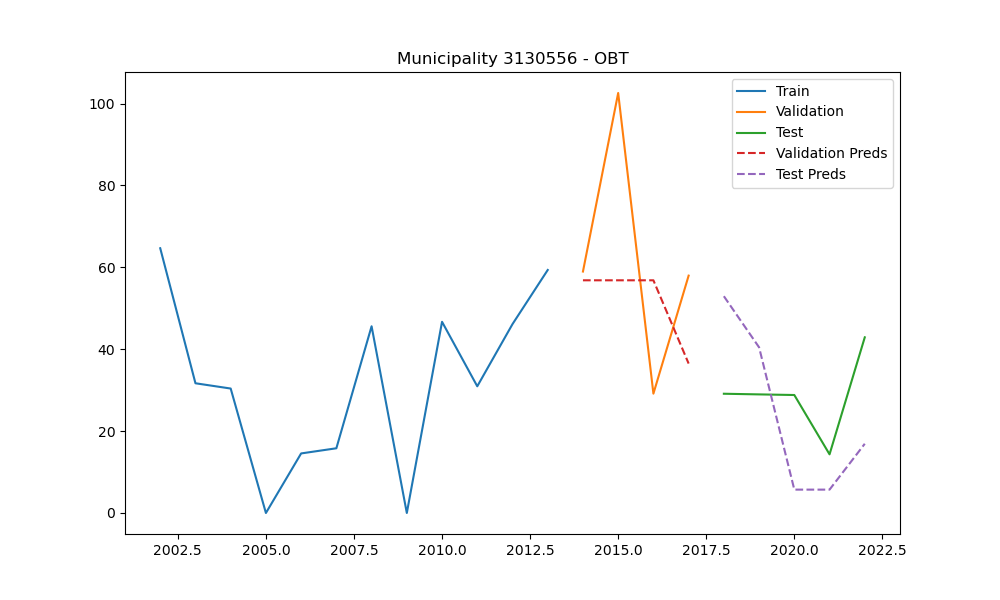 Municipality 3130556 - OBT
Train
Validation
Test
Validation Preds
Test Preds
100
80
60
40
20
0
2002.5 2005.0 2007.5 2010.0 2012.5 2015.0 2017.5 2020.0 2022.5